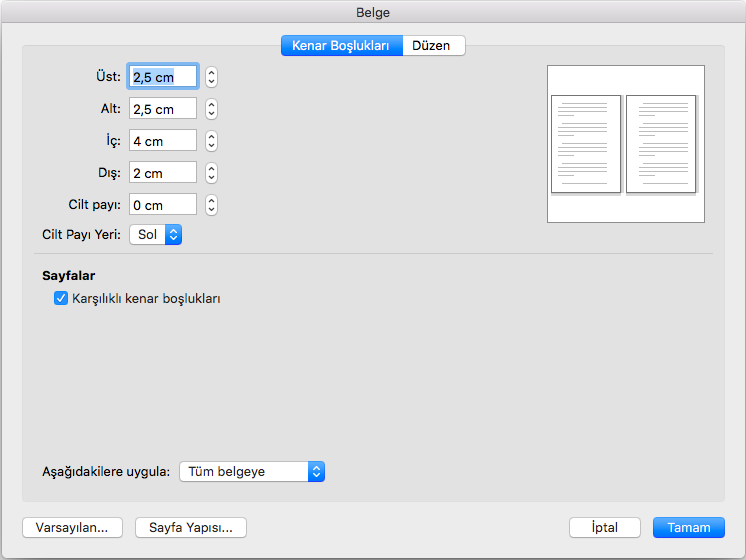 Belge
Kenar Boşlukları Düzen
Üst: 2,5 cm
Alt: 2,5 cm
İç: 4 cm
Dış: 2 cm
Cilt payı: 0 cm
Cilt Payı Yeri: Sol
Sayfalar
Karşılıklı kenar boşlukları
Aşağıdakilere uygula: Tüm belgeye
Varsayılan... Sayfa Yapısı... İptal Tamam